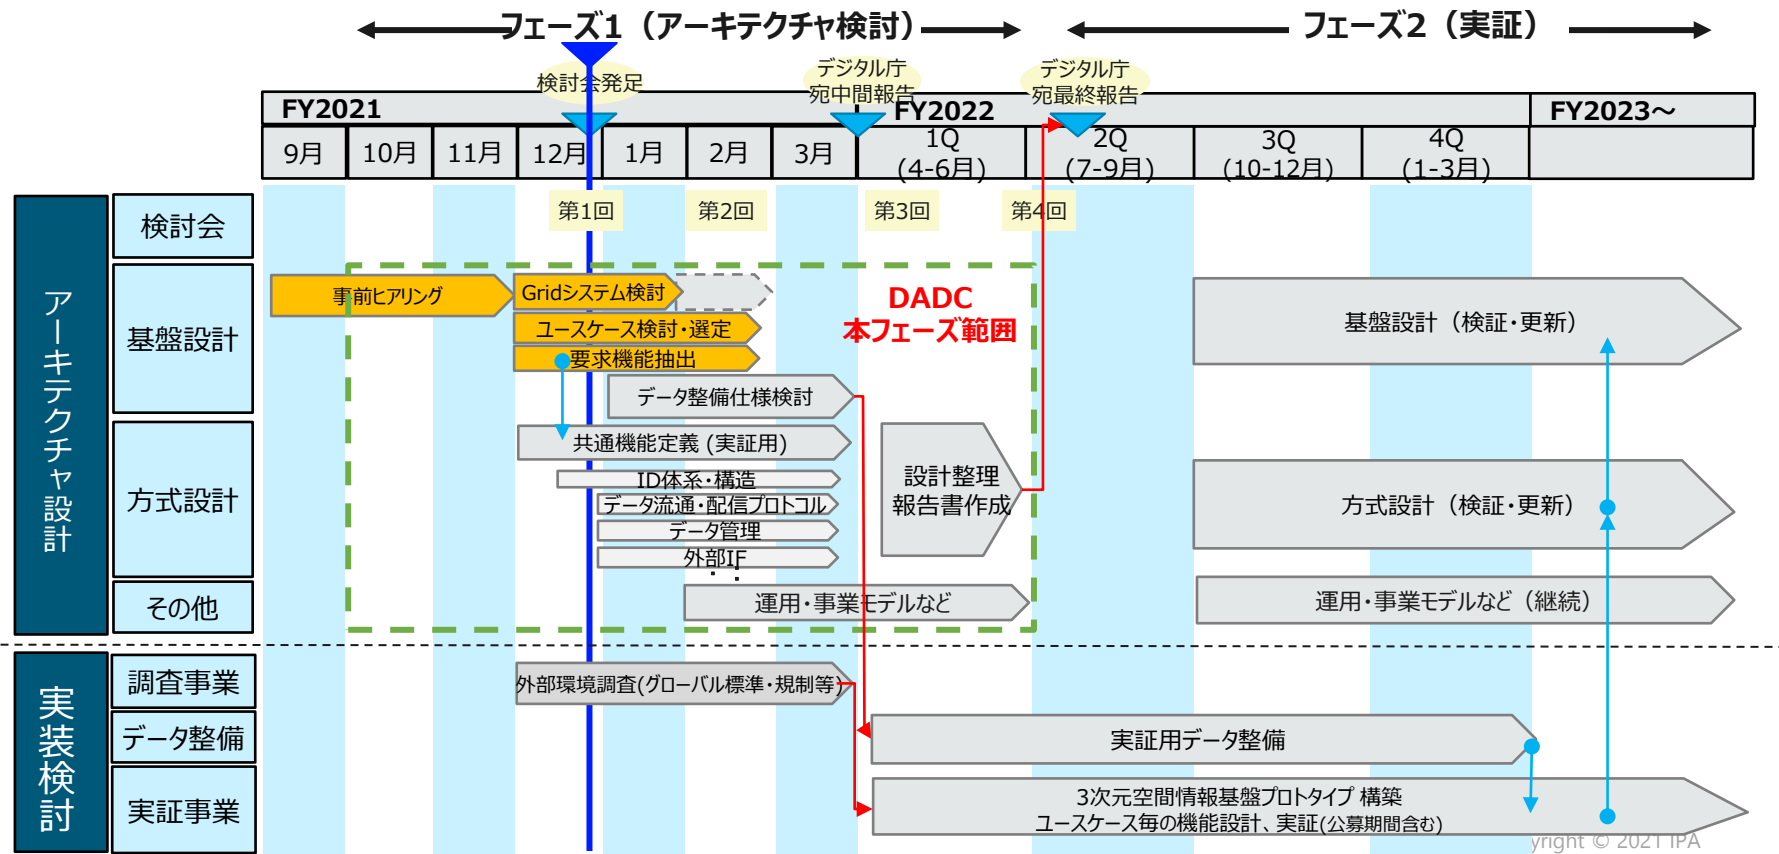 フェーズ1（アーキテクチャ検討）
フェーズ2（実証）
検討会発足
デジタル庁
宛中間報告
デジタル庁
宛最終報告
FY2021
FY2022
FY2023～
9月
10月
11月
12月
1月
2月
3月
1Q
(4-6月)
2Q
(7-9月)
3Q
(10-12月)
4Q
(1-3月)
アーキテクチャ設計
検討会
第1回
第2回
第3回
第4回
基盤設計
事前ヒアリング
Gridシステム検討
ユースケース検討・選定
要求機能抽出
データ整備仕様検討
DADC
本フェーズ範囲
基盤設計（検証・更新）
方式設計
共通機能定義 (実証用)
ID体系・構造
データ流通・配信プロトコル
データ管理
外部IF
：
設計整理
報告書作成
方式設計（検証・更新）
その他
運用・事業モデルなど
運用・事業モデルなど（継続）
実装検討
調査事業
外部環境調査(グローバル標準・規制等)
データ整備
実証用データ整備
実証事業
3次元空間情報基盤プロトタイプ 構築
ユースケース毎の機能設計、実証(公募期間含む)
yright © 2021 IPA